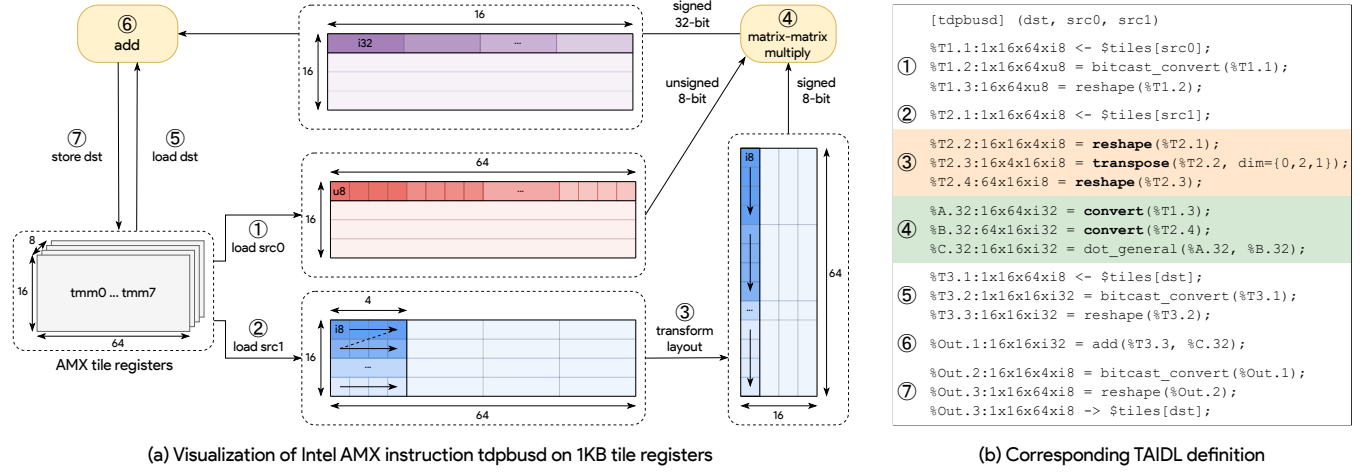 ⑥
add
16
signed
32-bit
④
matrix-matrix
multiply
i32
...
16
unsigned
8-bit
signed
8-bit
⑦
store dst
⑤
load dst
64
u8
...
16
①
load src0
8
16
tmm0 ... tmm7
64
AMX tile registers
②
load src1
4
i8
...
16
64
③
transform
layout
i8
...
64
16
(a) Visualization of Intel AMX instruction tdpbusd on 1KB tile registers
[tdpbusd] (dst, src0, src1)
①
%T1.1:1x16x64xi8 <- $tiles[src0];
%T1.2:1x16x64xu8 = bitcast_convert(%T1.1);
%T1.3:16x64xu8 = reshape(%T1.2);
②
%T2.1:1x16x64xi8 <- $tiles[src1];
③
%T2.2:16x16x4xi8 = reshape(%T2.1);
%T2.3:16x4x16xi8 = transpose(%T2.2, dim={0,2,1});
%T2.4:64x16xi8 = reshape(%T2.3);
④
%A.32:16x64xi32 = convert(%T1.3);
%B.32:64x16xi32 = convert(%T2.4);
%C.32:16x16xi32 = dot_general(%A.32, %B.32);
⑤
%T3.1:1x16x64xi8 <- $tiles[dst];
%T3.2:1x16x16xi32 = bitcast_convert(%T3.1);
%T3.3:16x16xi32 = reshape(%T3.2);
⑥
%Out.1:16x16xi32 = add(%T3.3, %C.32);
⑦
%Out.2:16x16x4xi8 = bitcast_convert(%Out.1);
%Out.3:1x16x64xi8 = reshape(%Out.2);
%Out.3:1x16x64xi8 -> $tiles[dst];
(b) Corresponding TAIDL definition